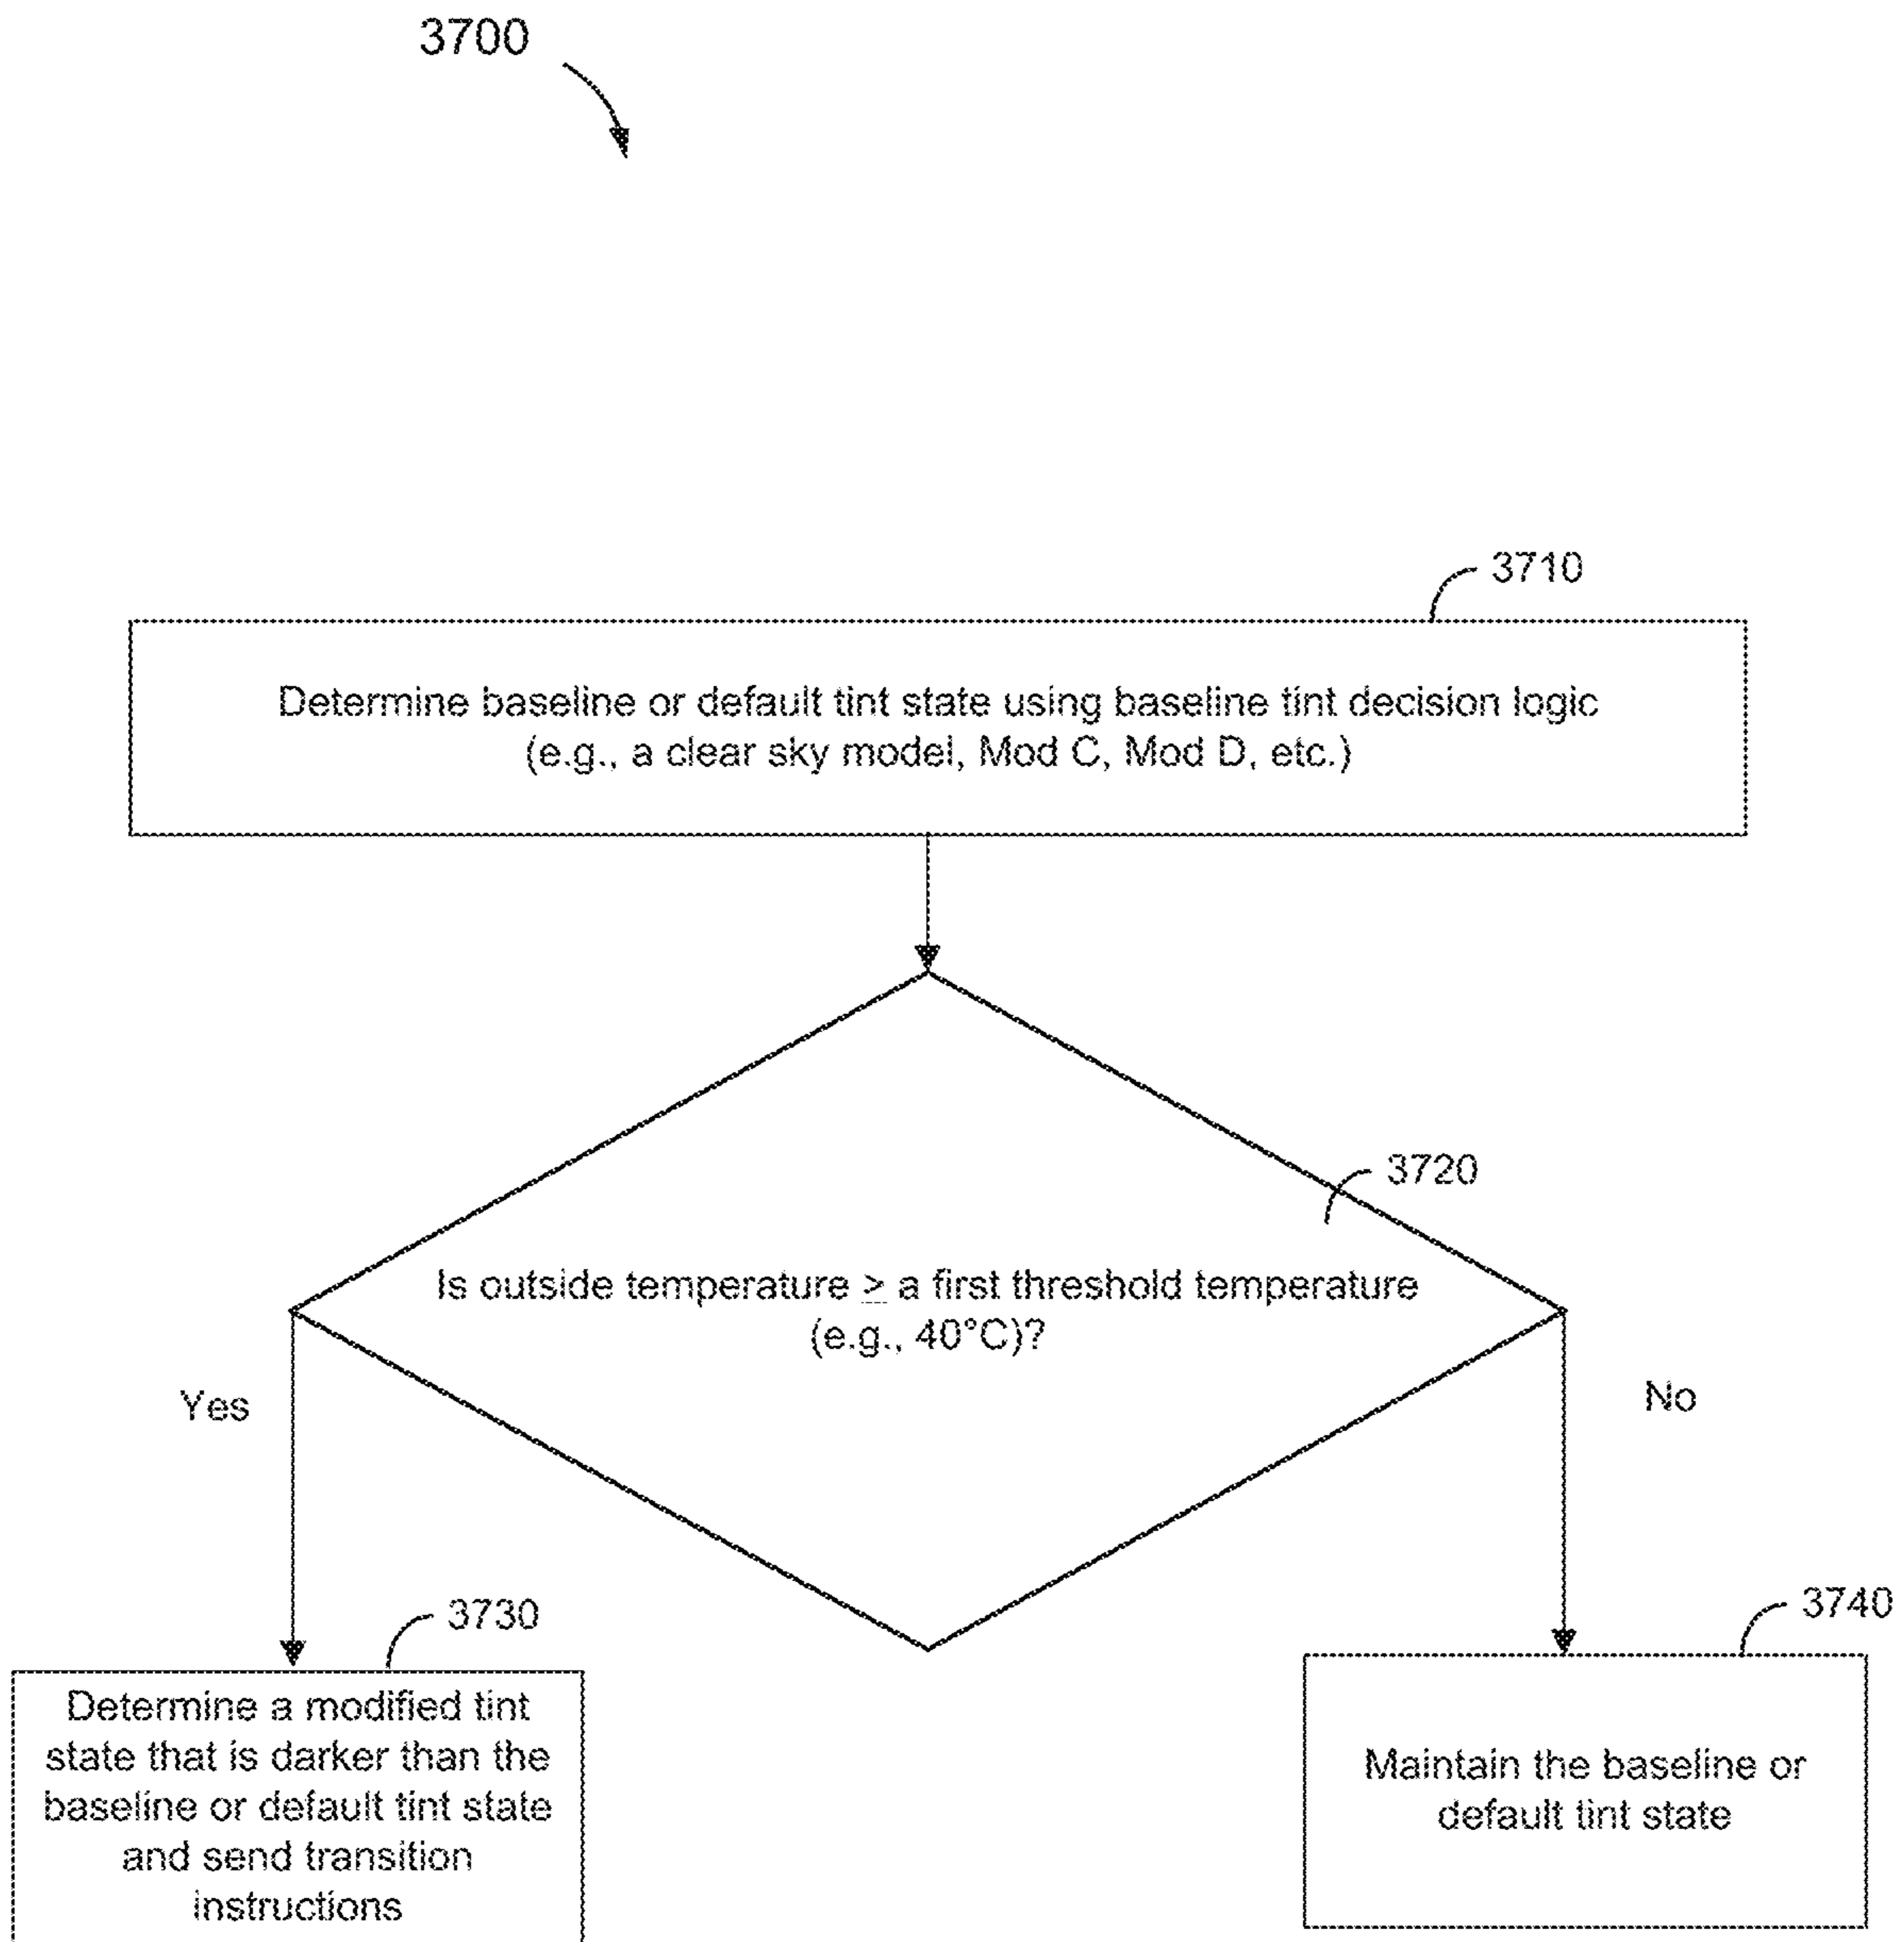 3700
3710
Determine baseline or default tint state using baseline tint decision logic
(e.g., a clear sky model, Mod C, Mod D, etc.)
3720
Is outside temperature ≥ a first threshold temperature
(e.g., 40°C)?
Yes
No
3730
3740
Determine a modified tint
state that is darker than the
baseline or default tint state
and send transition
instructions
Maintain the baseline or
default tint state